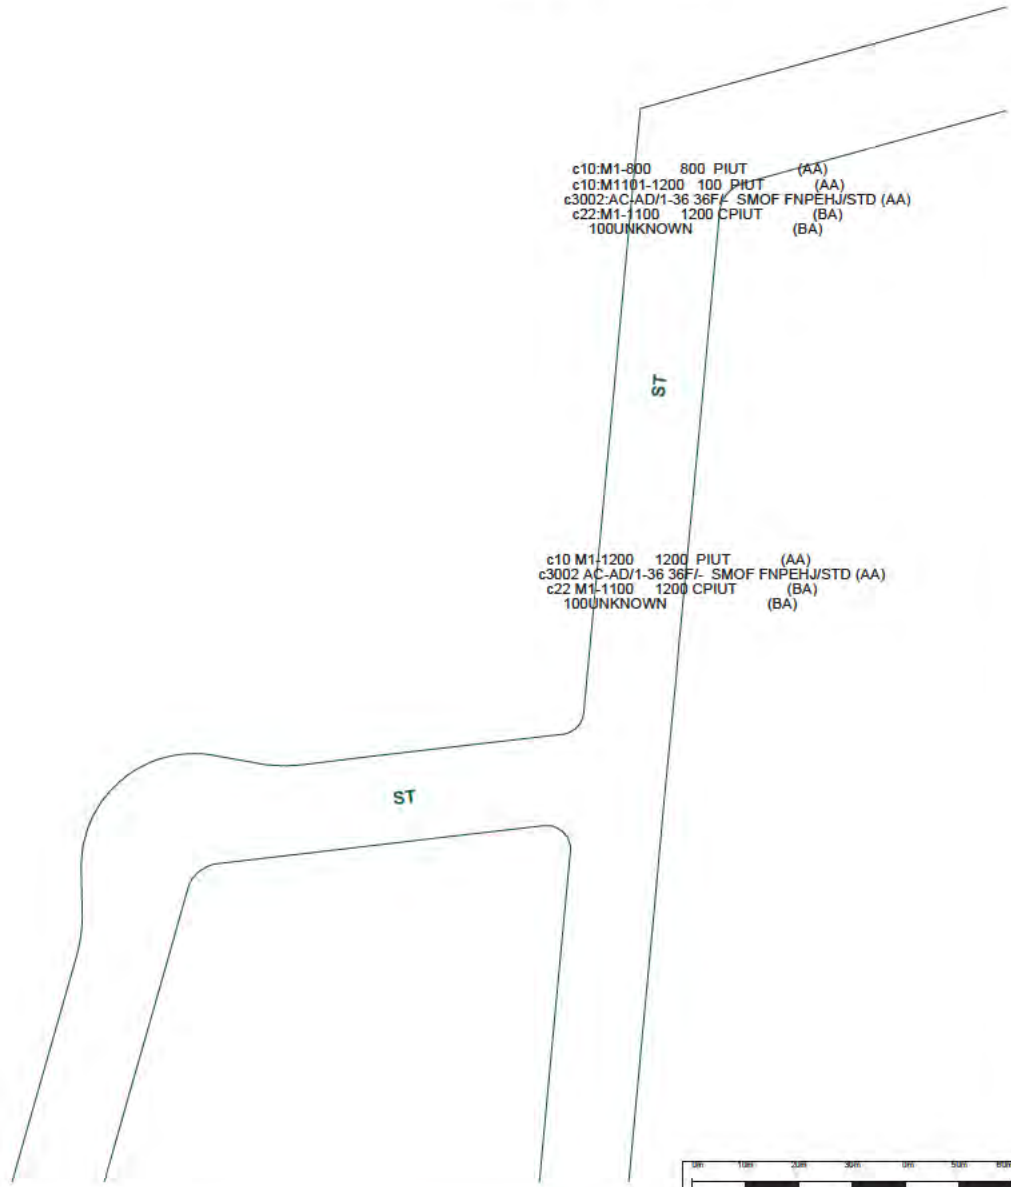 c10:M1-800 800 PIUT (AA)
c10:M1101-1200 100 PIUT (AA)
c3002:AC-AD/1-36 36F/- SMOF FNPEHJ/STD (AA)
c22:M1-1100 1200 CPIUT (BA)
100UNKNOWN (BA)
ST
c10 M1-1200 1200 PIUT (AA)
c3002 AC-AD/1-36 36F/- SMOF FNPEHJ/STD (AA)
c22 M1-1100 1200 CPIUT (BA)
100UNKNOWN (BA)
ST
0m 10m 20m 30m 0m 50m 60m